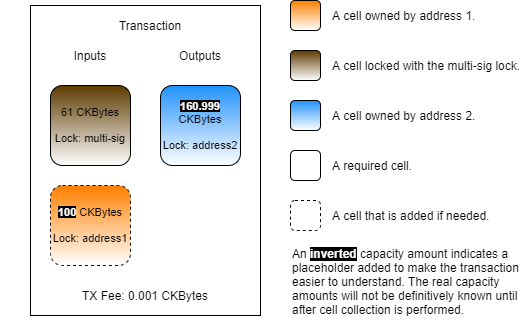 Transaction
Inputs
Outputs
61 CKBytes
Lock: multi-sig
160.999
CKBytes
Lock: address2
100 CKBytes
Lock: address1
TX Fee: 0.001 CKBytes
A cell owned by address 1.
A cell locked with the multi-sig lock.
A cell owned by address 2.
A required cell.
A cell that is added if needed.
An inverted capacity amount indicates a
placeholder added to make the transaction
easier to understand. The real capacity
amounts will not be definitively known until
after cell collection is performed.